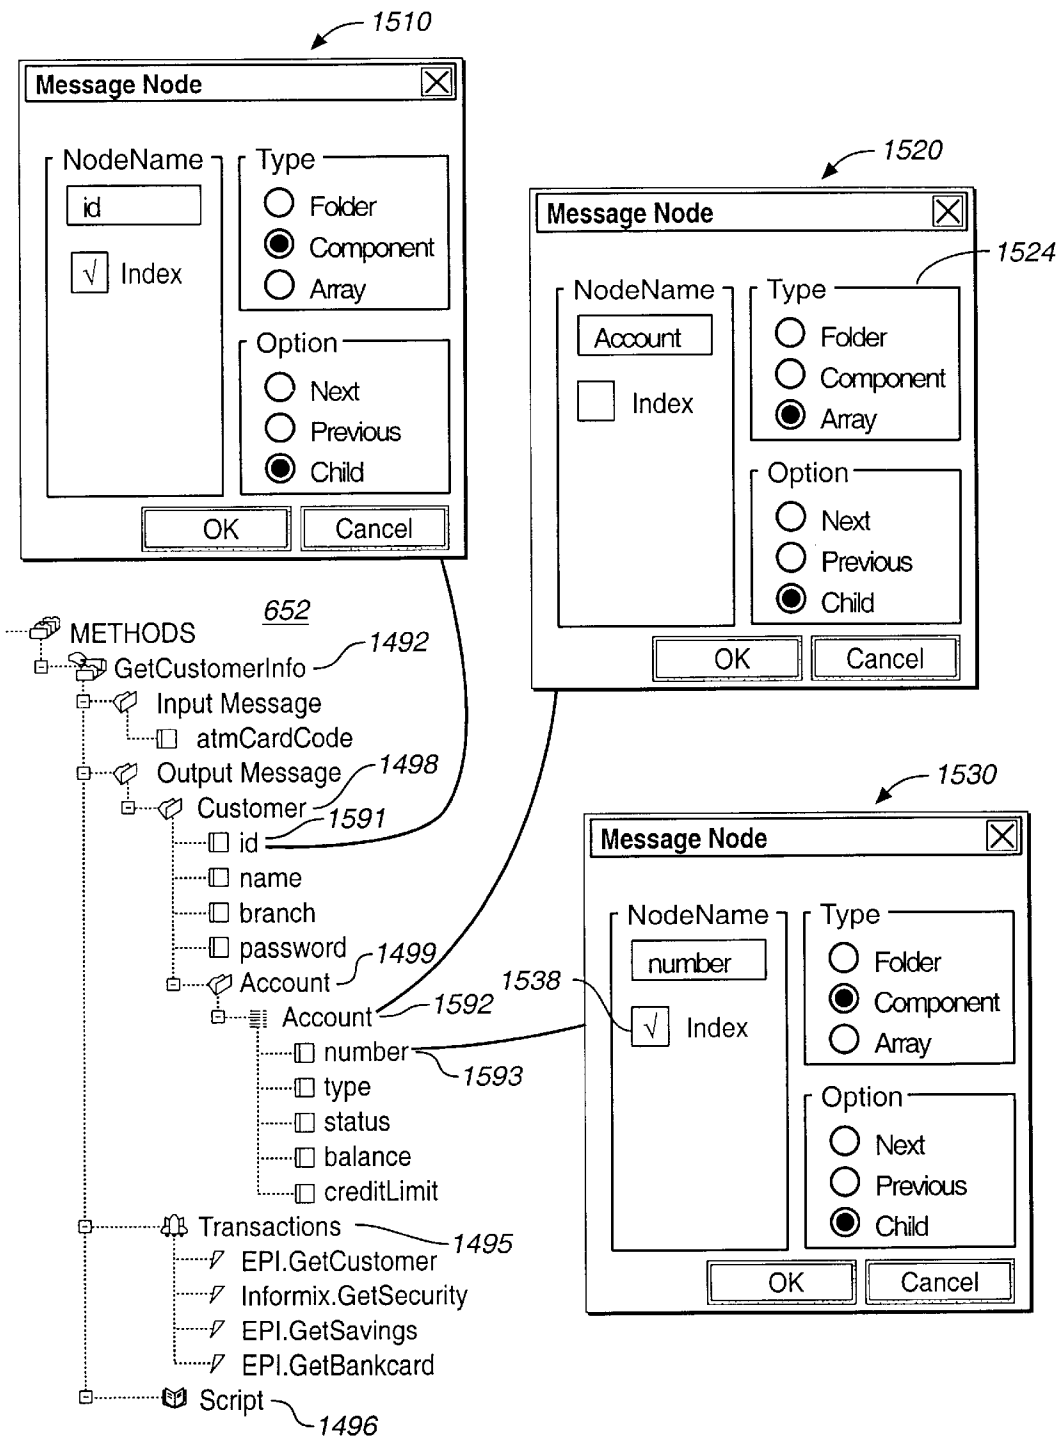 1510
Message Node
NodeName
id
√ Index
Type
Folder
Component
Array
Option
Next
Previous
Child
OK
Cancel
1520
Message Node
1524
NodeName
Account
Index
Type
Folder
Component
Array
Option
Next
Previous
Child
OK
Cancel
652
METHODS
GetCustomerInfo 1492
Input Message
atmCardCode
Output Message
Customer 1498
id 1591
name
branch
password
Account 1499
Account 1592
number 1593
type
status
balance
creditLimit
Transactions 1495
EPI.GetCustomer
Informix.GetSecurity
EPI.GetSavings
EPI.GetBankcard
Script 1496
1530
Message Node
NodeName
number
1538
√ Index
Type
Folder
Component
Array
Option
Next
Previous
Child
OK
Cancel